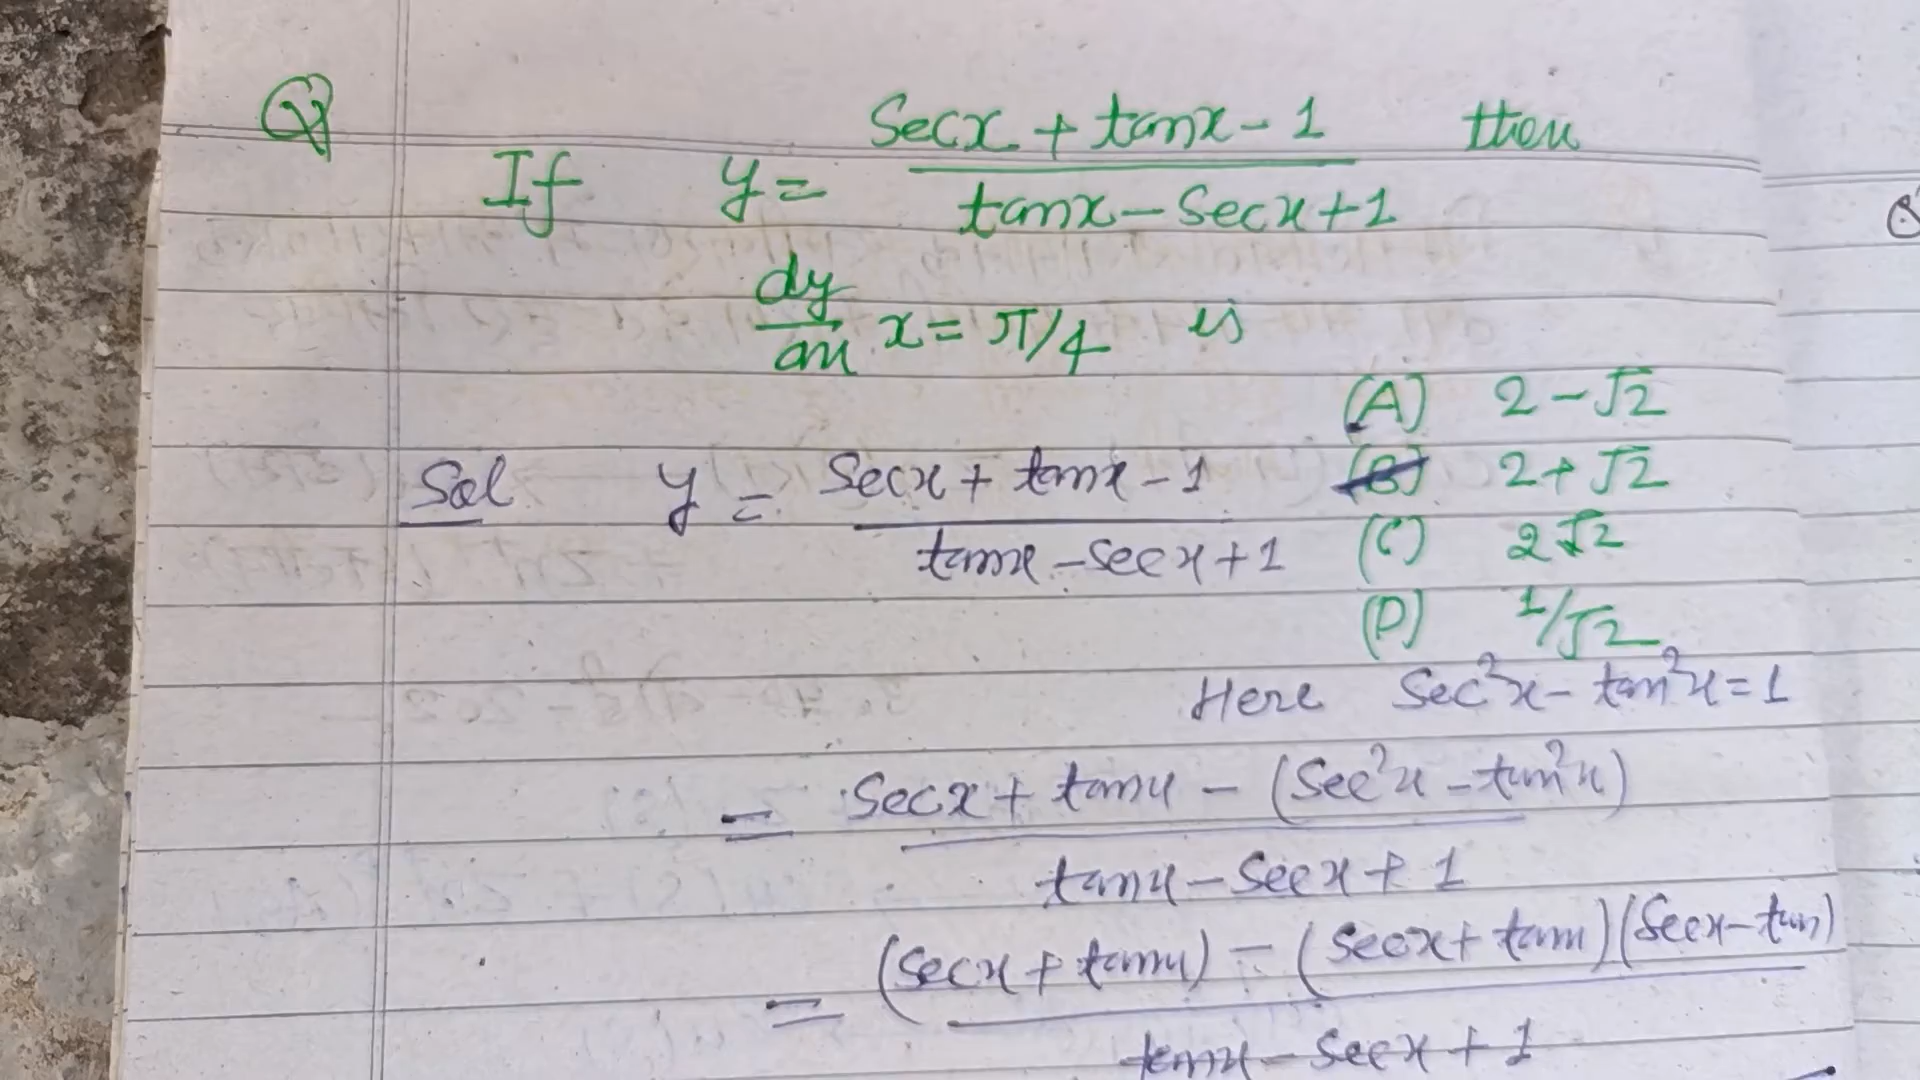 Q
secx + tanx - 1 then
If y = ―――――――
tanx - secx + 1
dy/dx x = π/4 is
(A) 2 - √2
Sol y = secx + tanx - 1 (B) 2 + √2
tanx - secx + 1 (C) 2√2
(D) 1/√2
Here sec²x - tan²x = 1
= secx + tanx - (sec²x - tan²x)
tanx - secx + 1
= (secx + tanx) - (secx + tanx)(secx - tanx)
tanx - secx + 1